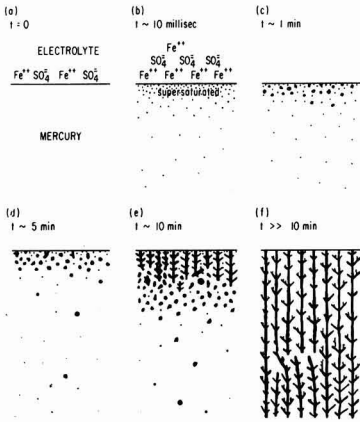 (a)
t = 0
ELECTROLYTE
Fe⁺⁺ SO₄⁼ Fe⁺⁺ SO₄⁼
MERCURY
(b)
t ~ 10 millisec
Fe⁺⁺
SO₄⁼ SO₄⁼ SO₄⁼
Fe⁺⁺ Fe⁺⁺ Fe⁺⁺ Fe⁺⁺
supersaturated
(c)
t ~ 1 min
(d)
t ~ 5 min
(e)
t ~ 10 min
(f)
t >> 10 min